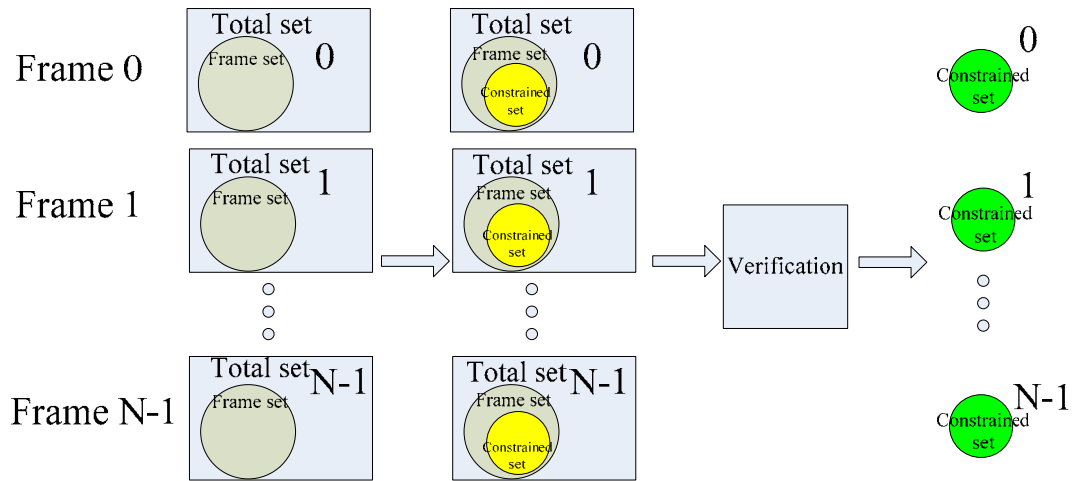 Frame 0
Total set
0
Frame set
Total set
0
Frame set
Constrained
set
0
Constrained
set
Frame 1
Total set
1
Frame set
Total set
1
Frame set
Constrained
set
Verification
1
Constrained
set
Frame N-1
Total set
N-1
Frame set
Total set
N-1
Frame set
Constrained
set
N-1
Constrained
set